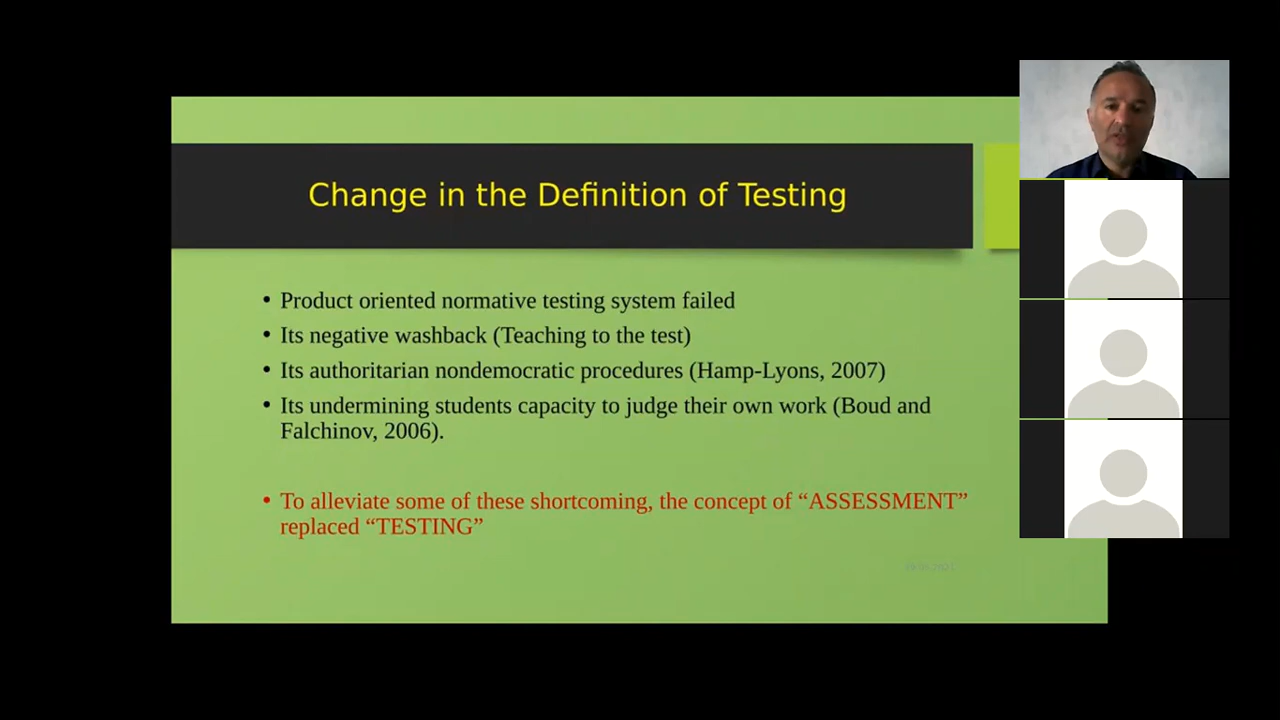 Change in the Definition of Testing
• Product oriented normative testing system failed
• Its negative washback (Teaching to the test)
• Its authoritarian nondemocratic procedures (Hamp-Lyons, 2007)
• Its undermining students capacity to judge their own work (Boud and
Falchinov, 2006).
• To alleviate some of these shortcoming, the concept of “ASSESSMENT”
replaced “TESTING”